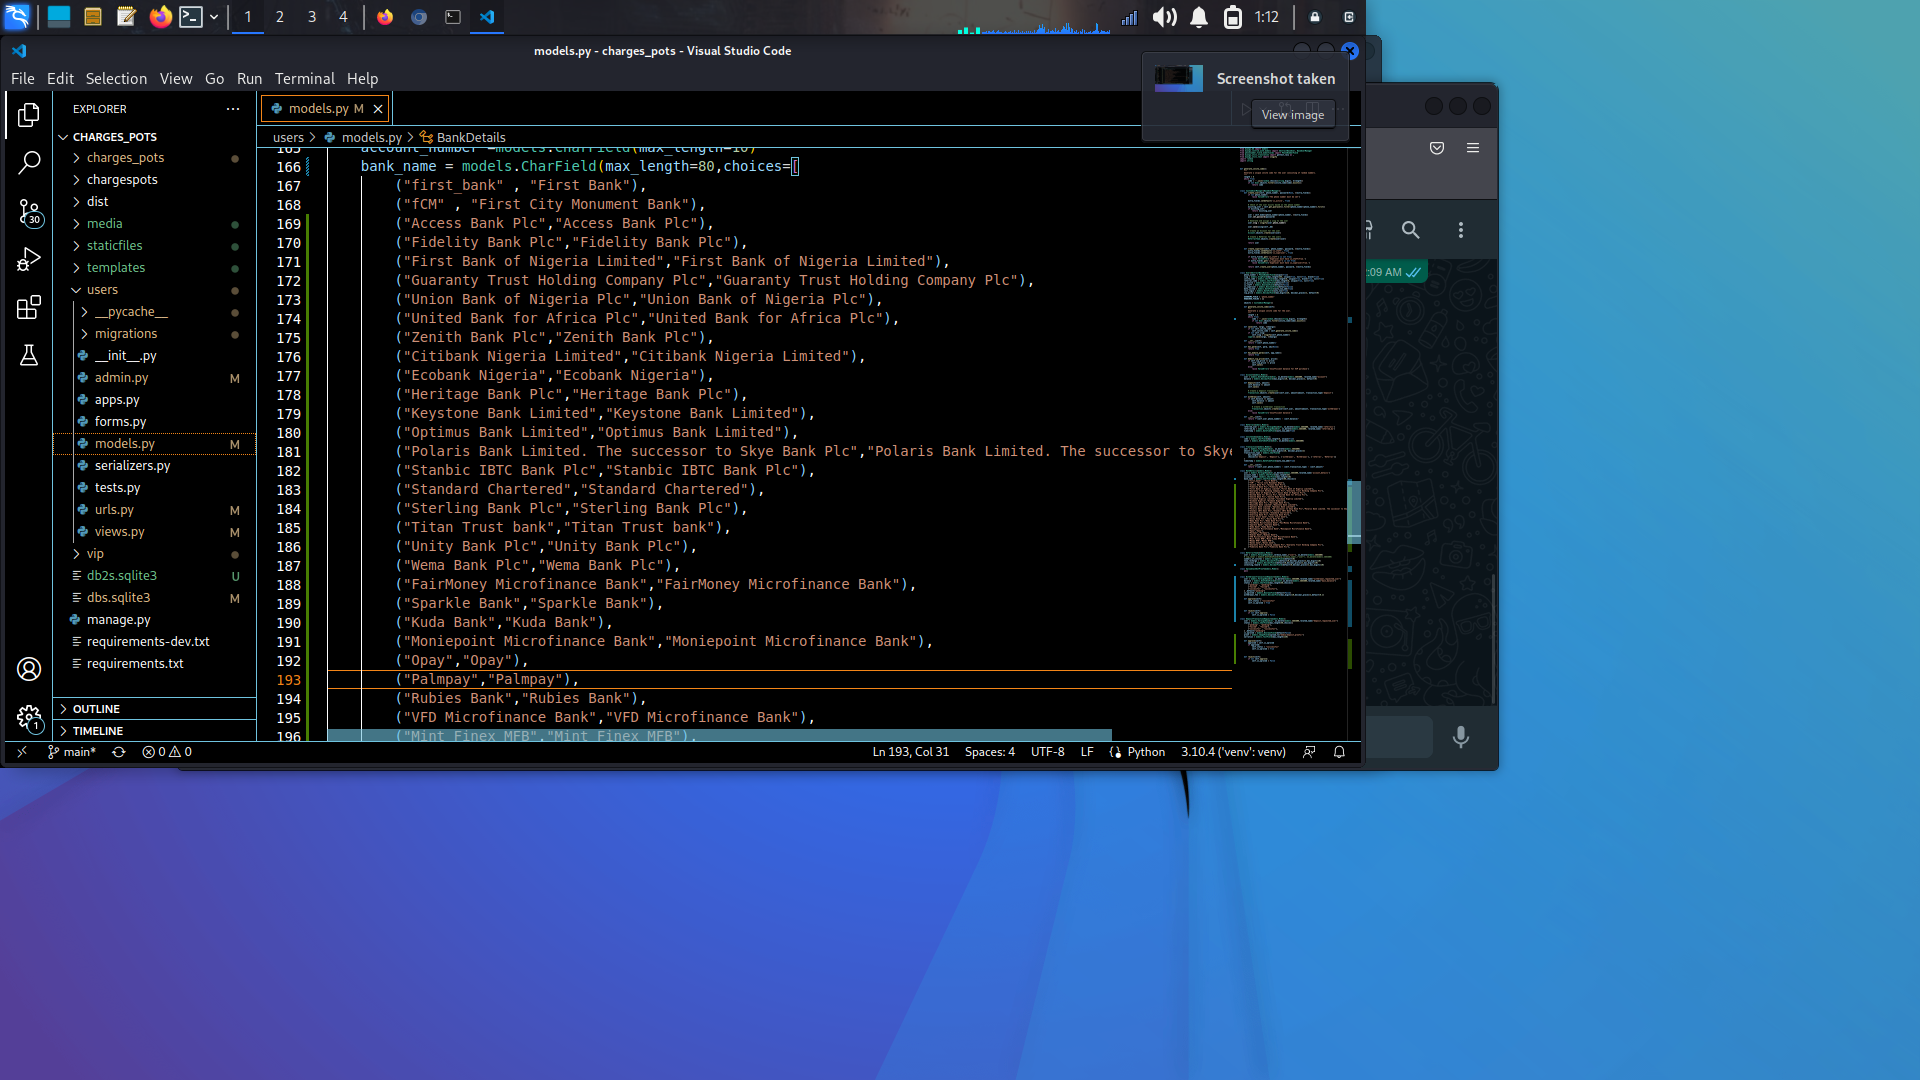 1 2 3 4 1:12
models.py - charges_pots - Visual Studio Code
File Edit Selection View Go Run Terminal Help
Screenshot taken
View image
EXPLORER
models.py M
CHARGES_POTS
users > models.py > BankDetails
charges_pots
chargespots
dist
media
staticfiles
templates
users
__pycache__
migrations
__init__.py
admin.py M
apps.py
forms.py
models.py M
serializers.py
tests.py
urls.py M
views.py M
vip
db2s.sqlite3 U
dbs.sqlite3 M
manage.py
requirements-dev.txt
requirements.txt
OUTLINE
TIMELINE
30
1
165 account_number =models.CharField(max_length=10)
166 bank_name = models.CharField(max_length=80,choices=[
167 ("first_bank" , "First Bank"),
168 ("fCM" , "First City Monument Bank"),
169 ("Access Bank Plc","Access Bank Plc"),
170 ("Fidelity Bank Plc","Fidelity Bank Plc"),
171 ("First Bank of Nigeria Limited","First Bank of Nigeria Limited"),
172 ("Guaranty Trust Holding Company Plc","Guaranty Trust Holding Company Plc"),
173 ("Union Bank of Nigeria Plc","Union Bank of Nigeria Plc"),
174 ("United Bank for Africa Plc","United Bank for Africa Plc"),
175 ("Zenith Bank Plc","Zenith Bank Plc"),
176 ("Citibank Nigeria Limited","Citibank Nigeria Limited"),
177 ("Ecobank Nigeria","Ecobank Nigeria"),
178 ("Heritage Bank Plc","Heritage Bank Plc"),
179 ("Keystone Bank Limited","Keystone Bank Limited"),
180 ("Optimus Bank Limited","Optimus Bank Limited"),
181 ("Polaris Bank Limited. The successor to Skye Bank Plc","Polaris Bank Limited. The successor to Skye
182 ("Stanbic IBTC Bank Plc","Stanbic IBTC Bank Plc"),
183 ("Standard Chartered","Standard Chartered"),
184 ("Sterling Bank Plc","Sterling Bank Plc"),
185 ("Titan Trust bank","Titan Trust bank"),
186 ("Unity Bank Plc","Unity Bank Plc"),
187 ("Wema Bank Plc","Wema Bank Plc"),
188 ("FairMoney Microfinance Bank","FairMoney Microfinance Bank"),
189 ("Sparkle Bank","Sparkle Bank"),
190 ("Kuda Bank","Kuda Bank"),
191 ("Moniepoint Microfinance Bank","Moniepoint Microfinance Bank"),
192 ("Opay","Opay"),
193 ("Palmpay","Palmpay"),
194 ("Rubies Bank","Rubies Bank"),
195 ("VFD Microfinance Bank","VFD Microfinance Bank"),
196 ("Mint Finex MFB","Mint Finex MFB"),
:09 AM
main* 0 0 Ln 193, Col 31 Spaces: 4 UTF-8 LF Python 3.10.4 ('venv': venv)